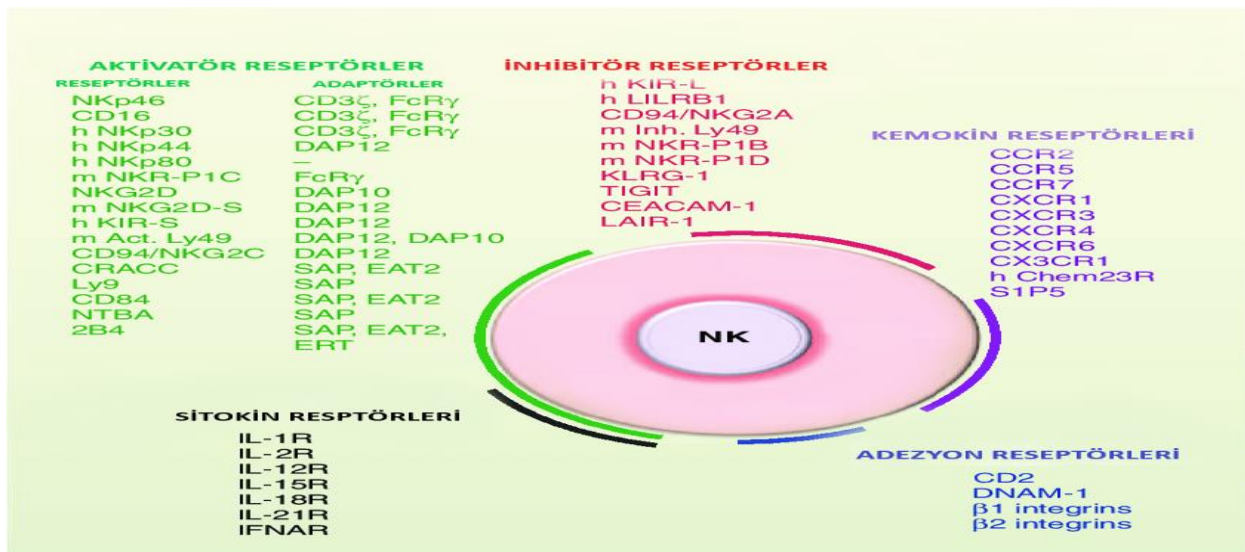 AKTİVATÖR RESEPTÖRLER
RESEPTÖRLER ADAPTÖRLER
NKp46 CD3ζ, FcRγ
CD16 CD3ζ, FcRγ
h NKp30 CD3ζ, FcRγ
h NKp44 DAP12
h NKp80 –
m NKR-P1C FcRγ
NKG2D DAP10
m NKG2D-S DAP12
h KIR-S DAP12
m Act. Ly49 DAP12, DAP10
CD94/NKG2C DAP12
CRACC SAP, EAT2
Ly9 SAP
CD84 SAP, EAT2
NTBA SAP
2B4 SAP, EAT2,
ERT
İNHİBİTÖR RESEPTÖRLER
h KIR-L
h LILRB1
CD94/NKG2A
m Inh. Ly49
m NKR-P1B
m NKR-P1D
KLRG-1
TIGIT
CEACAM-1
LAIR-1
KEMOKİN RESEPTÖRLERİ
CCR2
CCR5
CCR7
CXCR1
CXCR3
CXCR4
CXCR6
CX3CR1
h Chem23R
S1P5
NK
SİTOKİN RESPTÖRLERİ
IL-1R
IL-2R
IL-12R
IL-15R
IL-18R
IL-21R
IFNAR
ADEZYON RESEPTÖRLERİ
CD2
DNAM-1
β1 integrins
β2 integrins